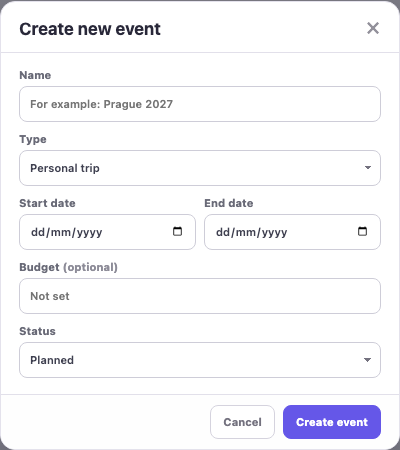 Create new event
Name
For example: Prague 2027
Type
Personal trip
Start date
End date
dd/mm/yyyy
dd/mm/yyyy
Budget (optional)
Not set
Status
Planned
Cancel
Create event